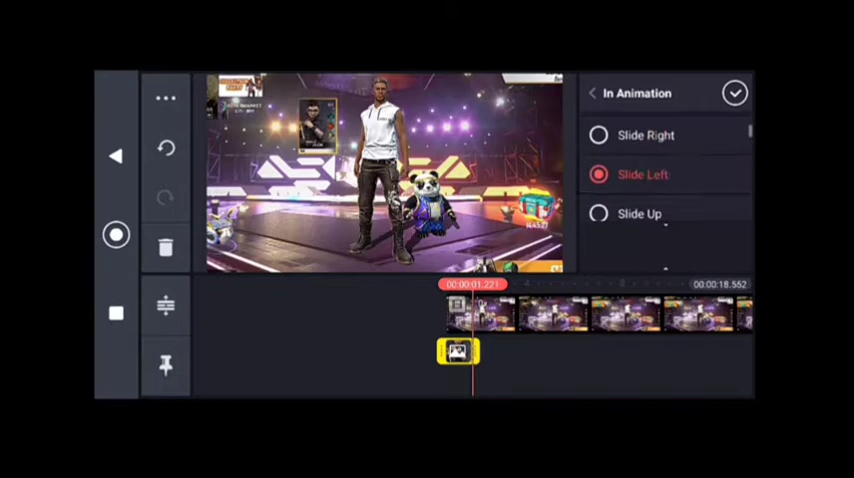 In Animation
Slide Right
Slide Left
Slide Up
00:00:01.221
00:00:18.552